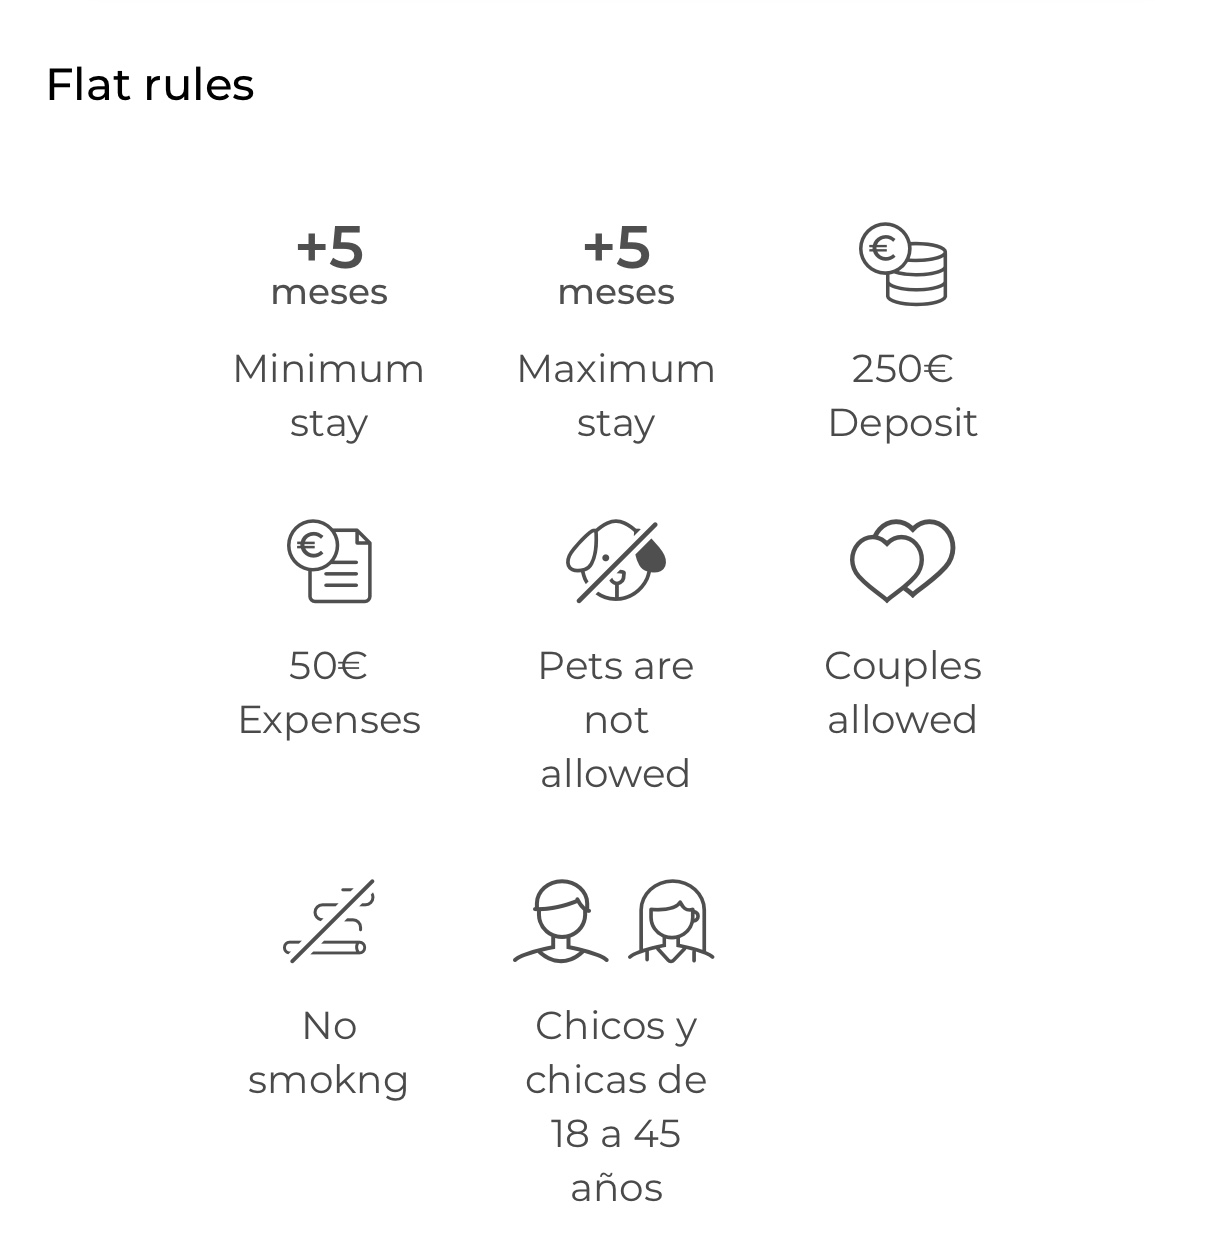 Flat rules
+5
meses
Minimum
stay
+5
meses
Maximum
stay
€
250€
Deposit
€
50€
Expenses
Pets are
not
allowed
Couples
allowed
No
smokng
Chicos y
chicas de
18 a 45
años